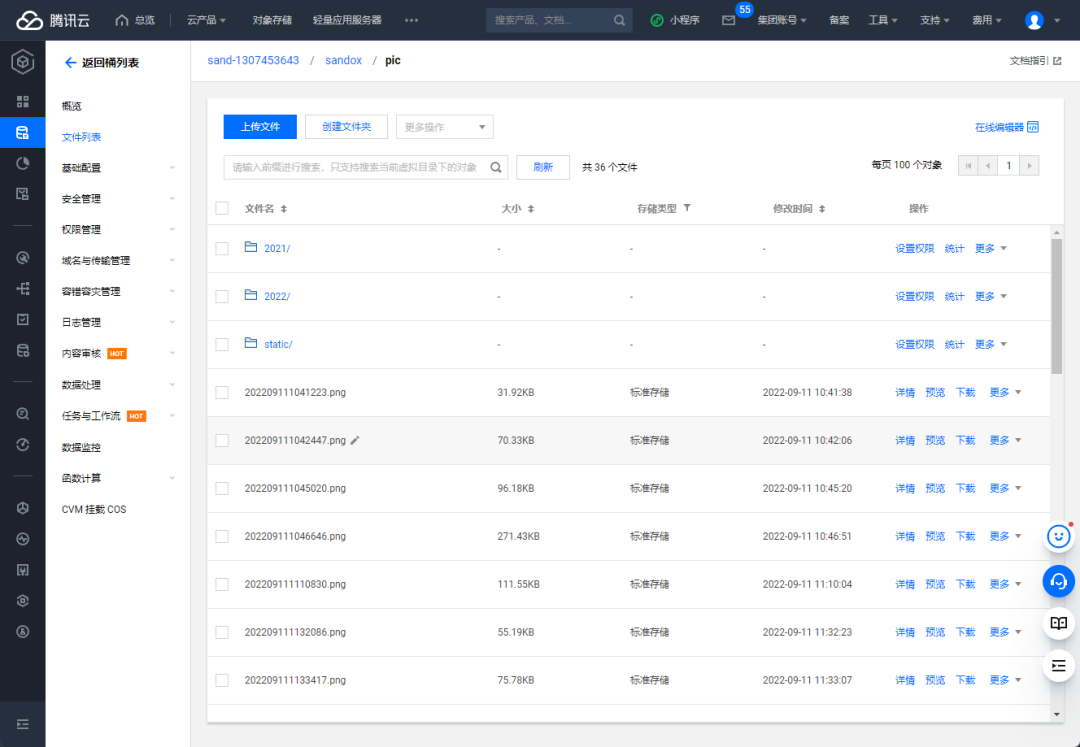 腾讯云 总览 云产品 对象存储 轻量应用服务器 ••• 搜索产品、文档... 小程序 55 集团账号 备案 工具 支持 费用
返回桶列表
sand-1307453643 / sandox / pic 文档指引
概览
文件列表
基础配置
安全管理
权限管理
域名与传输管理
容错容灾管理
日志管理
内容审核 HOT
数据处理
任务与工作流 HOT
数据监控
函数计算
CVM 挂载 COS
上传文件 创建文件夹 更多操作 在线编辑器
请输入前缀进行搜索，只支持搜索当前虚拟目录下的对象 刷新 共 36 个文件 每页 100 个对象 1
文件名 大小 存储类型 修改时间 操作
2021/ - - - 设置权限 统计 更多
2022/ - - - 设置权限 统计 更多
static/ - - - 设置权限 统计 更多
202209111041223.png 31.92KB 标准存储 2022-09-11 10:41:38 详情 预览 下载 更多
202209111042447.png 70.33KB 标准存储 2022-09-11 10:42:06 详情 预览 下载 更多
202209111045020.png 96.18KB 标准存储 2022-09-11 10:45:20 详情 预览 下载 更多
202209111046646.png 271.43KB 标准存储 2022-09-11 10:46:51 详情 预览 下载 更多
202209111110830.png 111.55KB 标准存储 2022-09-11 11:10:04 详情 预览 下载 更多
202209111132086.png 55.19KB 标准存储 2022-09-11 11:32:23 详情 预览 下载 更多
202209111133417.png 75.78KB 标准存储 2022-09-11 11:33:07 详情 预览 下载 更多